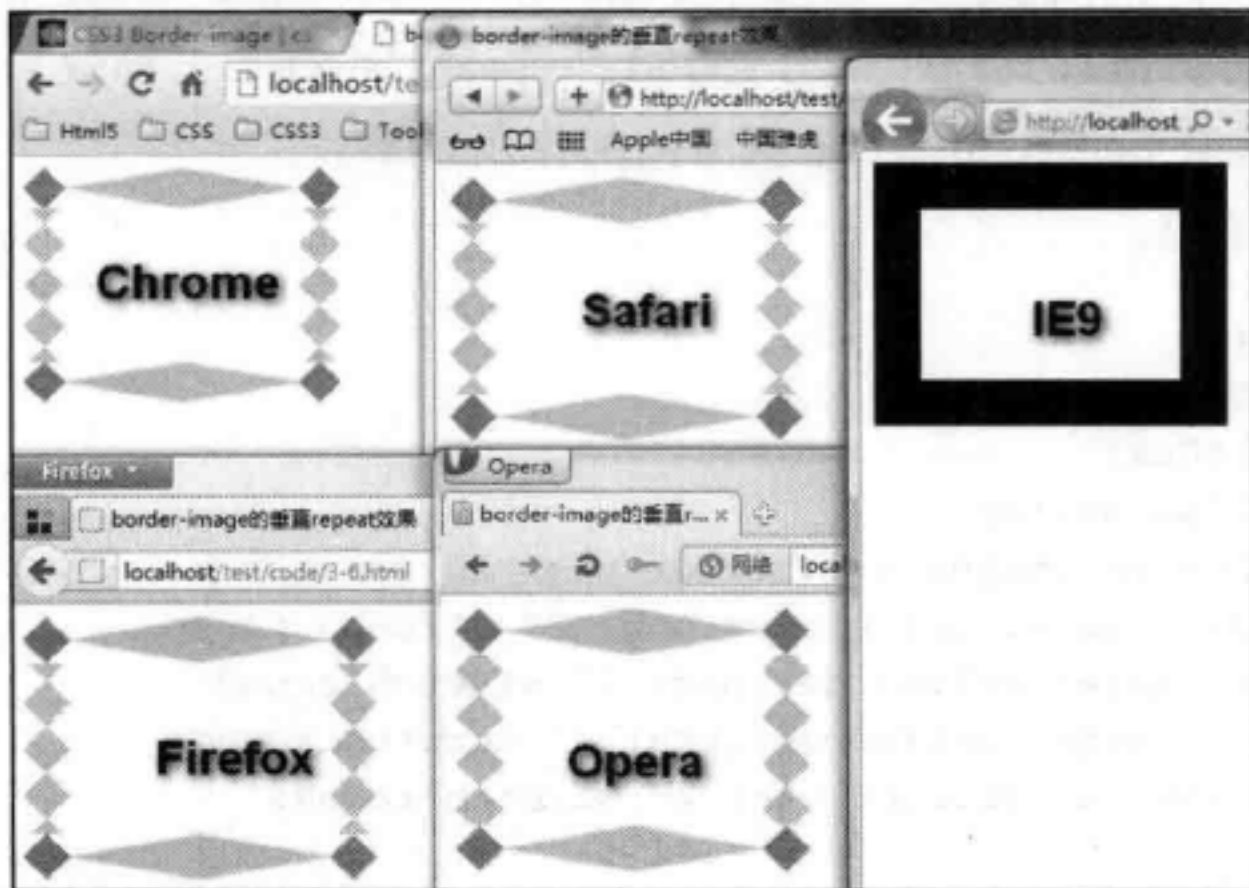 CSS3 Border-image | cs
b
localhost/te
Html5 CSS CSS3 Tool
Chrome
border-image的垂直repeat效果
http://localhost/test/
Apple中国 中国雅虎
Safari
http://localhost
IE9
Firefox
border-image的垂直repeat效果
localhost/test/code/3-6.html
Firefox
Opera
border-image的垂直r...
网络 local
Opera